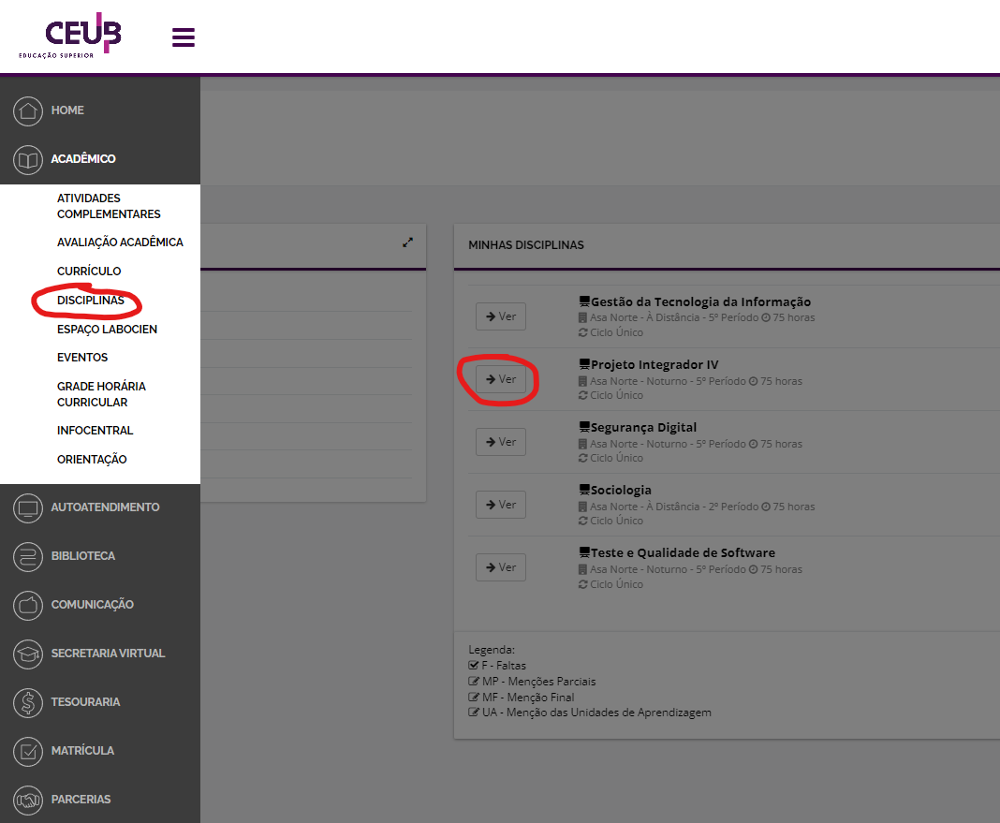 CEUB
EDUCAÇÃO SUPERIOR
HOME
ACADÊMICO
ATIVIDADES
COMPLEMENTARES
AVALIAÇÃO ACADÊMICA
CURRÍCULO
DISCIPLINAS
ESPAÇO LABOCIEN
EVENTOS
GRADE HORÁRIA
CURRICULAR
INFOCENTRAL
ORIENTAÇÃO
AUTOATENDIMENTO
BIBLIOTECA
COMUNICAÇÃO
SECRETARIA VIRTUAL
TESOURARIA
MATRÍCULA
PARCERIAS
MINHAS DISCIPLINAS
Ver
Gestão da Tecnologia da Informação
Asa Norte - À Distância - 5º Período 75 horas
Ciclo Único
Ver
Projeto Integrador IV
Asa Norte - Noturno - 5º Período 75 horas
Ciclo Único
Ver
Segurança Digital
Asa Norte - Noturno - 5º Período 75 horas
Ciclo Único
Ver
Sociologia
Asa Norte - À Distância - 2º Período 75 horas
Ciclo Único
Ver
Teste e Qualidade de Software
Asa Norte - Noturno - 5º Período 75 horas
Ciclo Único
Legenda:
F - Faltas
MP - Menções Parciais
MF - Menção Final
UA - Menção das Unidades de Aprendizagem